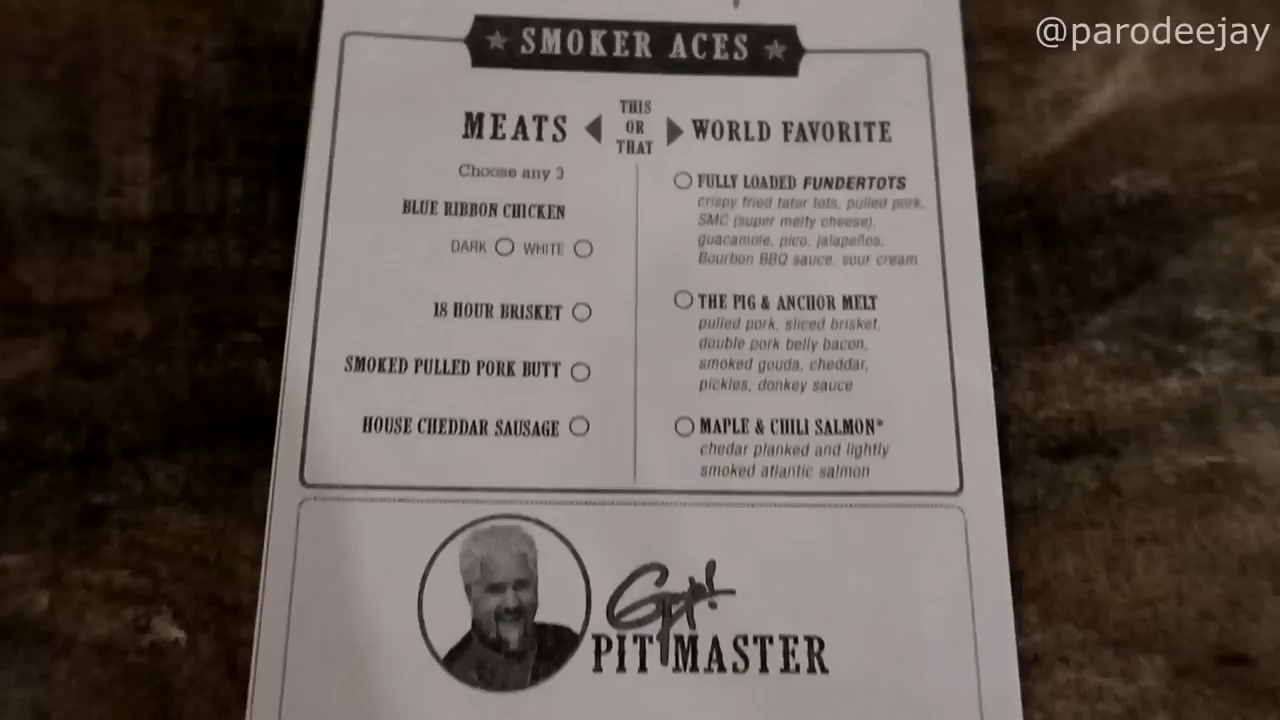 @parodeejay
SMOKER ACES
MEATS
THIS
OR
THAT
WORLD FAVORITE
Choose any 3
BLUE RIBBON CHICKEN
DARK WHITE
18 HOUR BRISKET
SMOKED PULLED PORK BUTT
HOUSE CHEDDAR SAUSAGE
FULLY LOADED FUNDERTOTS
crispy fried tator tots, pulled pork,
SMC (super melty cheese),
guacamole, pico, jalapeños,
Bourbon BBQ sauce, sour cream
THE PIG & ANCHOR MELT
pulled pork, sliced brisket,
double pork belly bacon,
smoked gouda, cheddar,
pickles, donkey sauce
MAPLE & CHILI SALMON*
chedar planked and lightly
smoked atlantic salmon
PIT MASTER